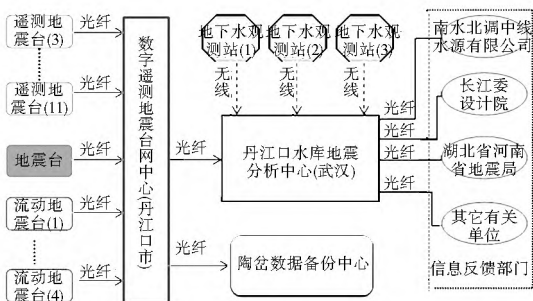 遥测地
震台(3)
光纤
遥测地
震台(11)
光纤
地震台
光纤
流动地
震台(1)
光纤
流动地
震台(4)
光纤
数字遥测地震台网中心(丹江口市)
地下水观
测站(1)
地下水观
测站(2)
地下水观
测站(3)
无线
无线
无线
光纤
丹江口水库地震
分析中心(武汉)
光纤
陶岔数据备份中心
光纤
光纤
光纤
光纤
南水北调中线
水源有限公司
长江委
设计院
湖北省河南
省地震局
其它有关
单位
信息反馈部门